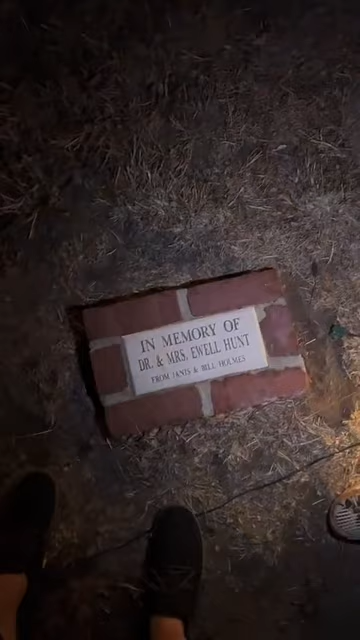 IN MEMORY OF
DR. & MRS. EWELL HUNT
FROM JANIS & BILL HOLMES